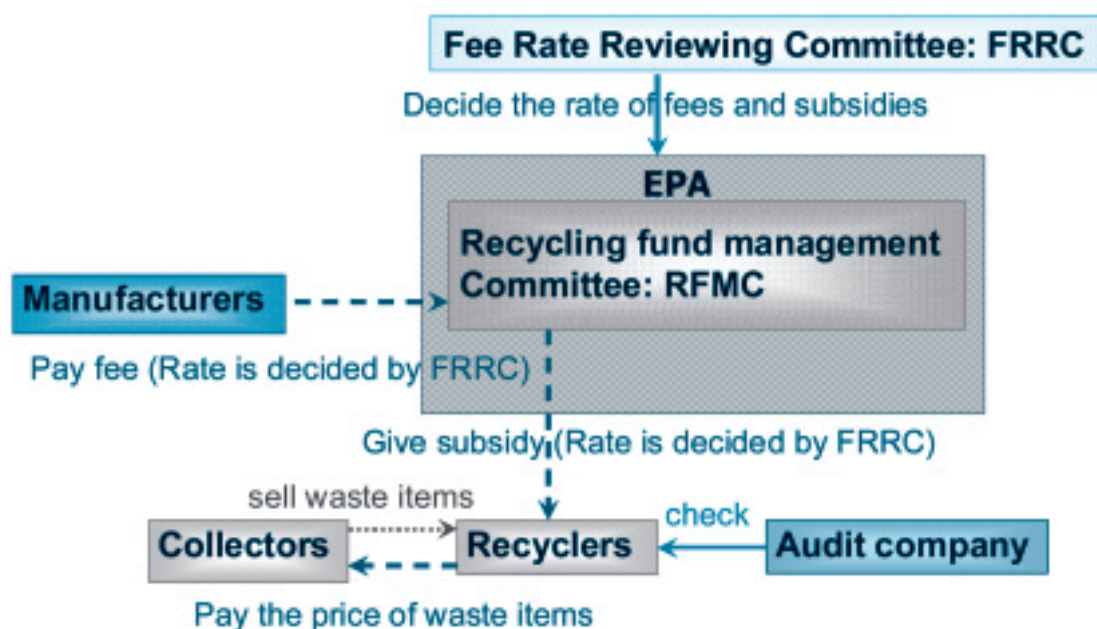 Fee Rate Reviewing Committee: FRRC
Decide the rate of fees and subsidies
EPA
Recycling fund management
Committee: RFMC
Manufacturers
Pay fee (Rate is decided by FRRC)
Give subsidy (Rate is decided by FRRC)
sell waste items
check
Collectors
Recyclers
Audit company
Pay the price of waste items